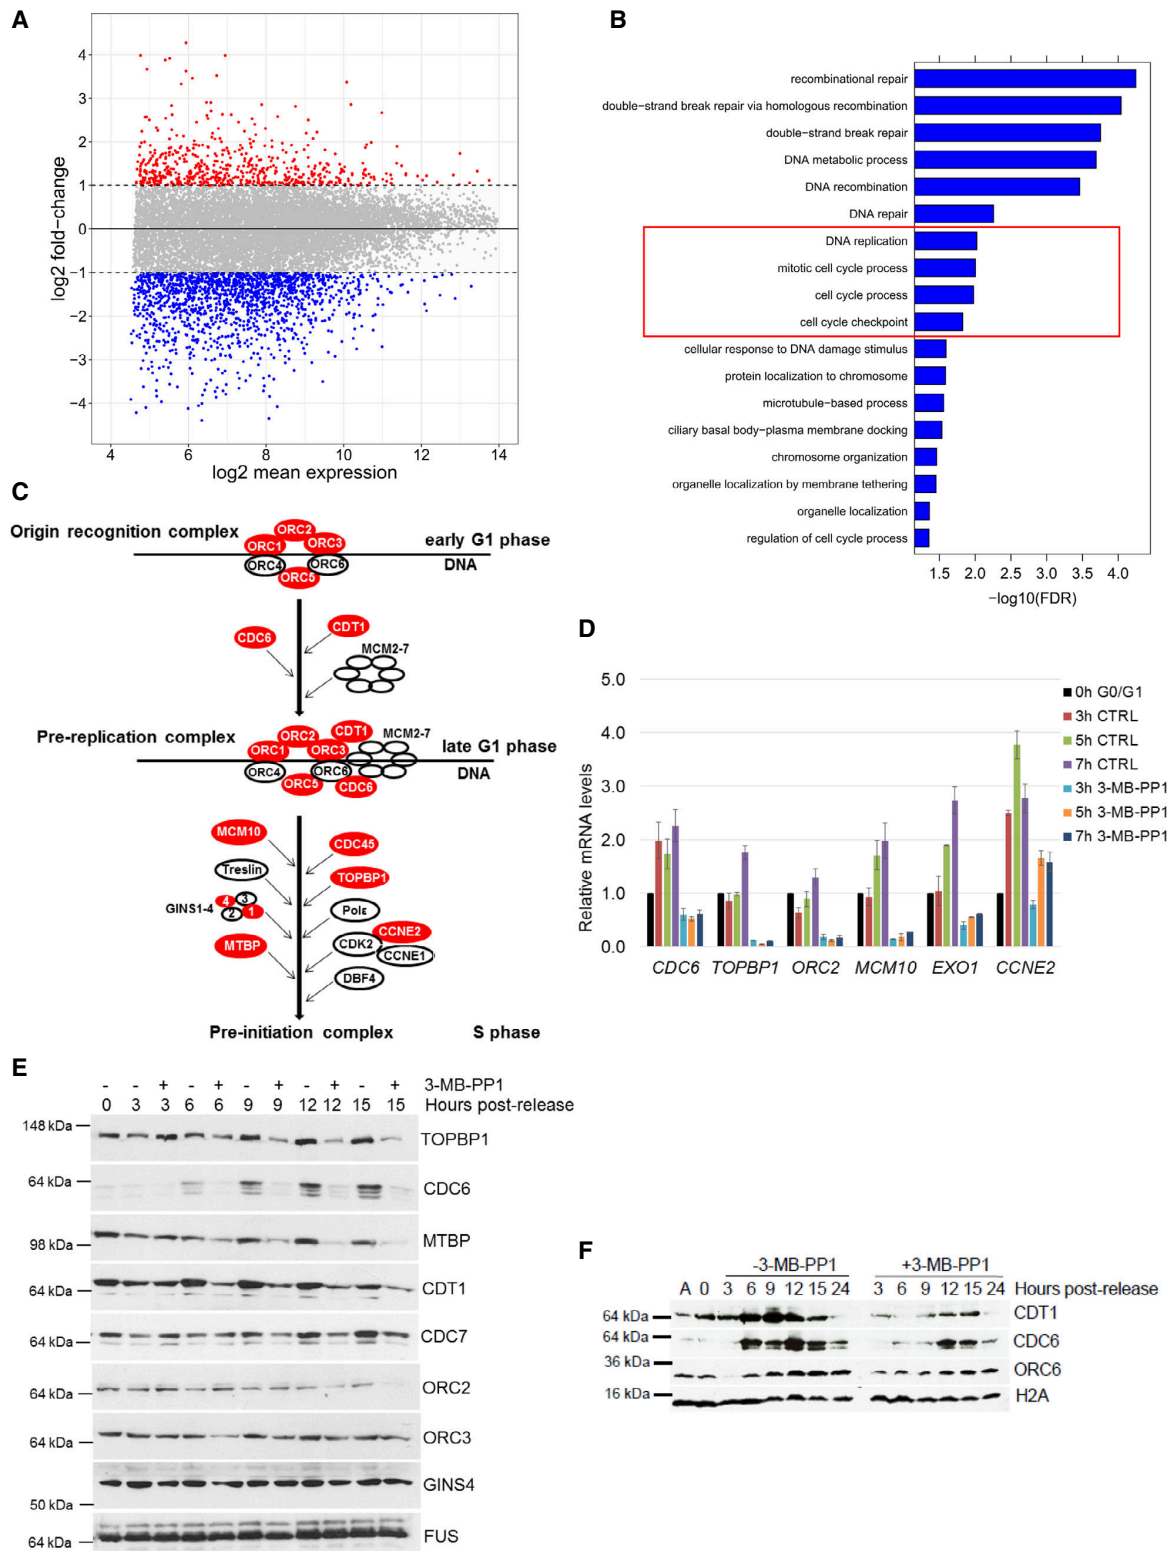 A
log2 fold−change
4
3
2
1
0
−1
−2
−3
−4
4 6 8 10 12 14
log2 mean expression
B
recombinational repair
double−strand break repair via homologous recombination
double−strand break repair
DNA metabolic process
DNA recombination
DNA repair
DNA replication
mitotic cell cycle process
cell cycle process
cell cycle checkpoint
cellular response to DNA damage stimulus
protein localization to chromosome
microtubule−based process
ciliary basal body−plasma membrane docking
chromosome organization
organelle localization by membrane tethering
organelle localization
regulation of cell cycle process
1.5 2.0 2.5 3.0 3.5 4.0
−log10(FDR)
C
Origin recognition complex
ORC2
ORC1 ORC3
ORC4 ORC6
ORC5
early G1 phase
DNA
CDC6
CDT1
MCM2-7
Pre-replication complex
ORC2 CDT1
ORC1 ORC3
MCM2-7
ORC4 ORC6
ORC5 CDC6
late G1 phase
DNA
MCM10
CDC45
Treslin
TOPBP1
GINS1-4
4 3
2 1
Polε
MTBP
CDK2
CCNE2
CCNE1
DBF4
Pre-initiation complex
S phase
D
Relative mRNA levels
5.0
4.0
3.0
2.0
1.0
0.0
CDC6 TOPBP1 ORC2 MCM10 EXO1 CCNE2
0h G0/G1
3h CTRL
5h CTRL
7h CTRL
3h 3-MB-PP1
5h 3-MB-PP1
7h 3-MB-PP1
E
- - + - + - + - + - + 3-MB-PP1
0 3 3 6 6 9 9 12 12 15 15 Hours post-release
148 kDa TOPBP1
64 kDa CDC6
98 kDa MTBP
64 kDa CDT1
64 kDa CDC7
64 kDa ORC2
64 kDa ORC3
50 kDa GINS4
64 kDa FUS
F
-3-MB-PP1 +3-MB-PP1
A 0 3 6 9 12 15 24 3 6 9 12 15 24 Hours post-release
64 kDa CDT1
64 kDa CDC6
36 kDa ORC6
16 kDa H2A